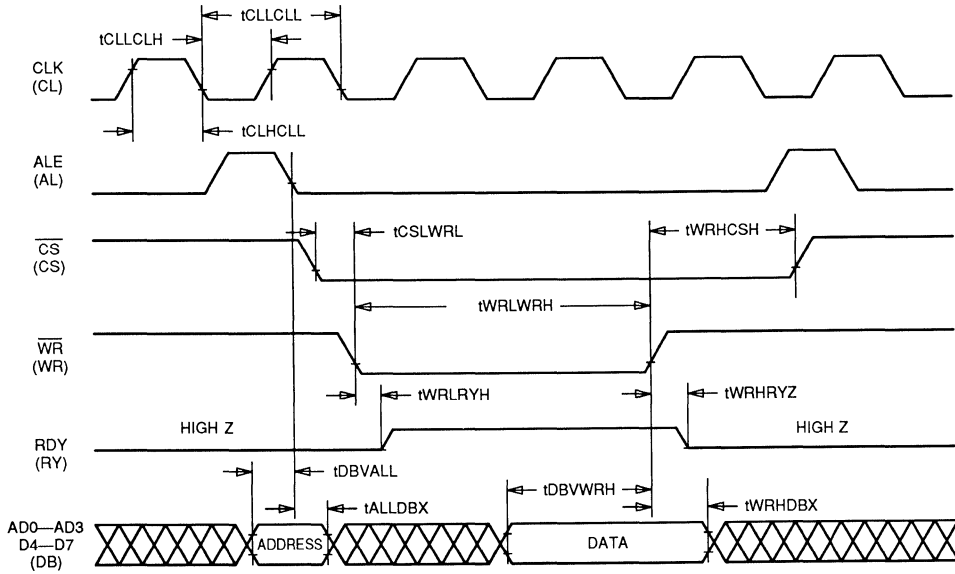 tCLLCLL
tCLLCLH
CLK
(CL)
tCLHCLL
ALE
(AL)
tCSLWRL
tWRHCSH
CS
(CS)
tWRLWRH
WR
(WR)
tWRLRYH
tWRHRYZ
HIGH Z
HIGH Z
RDY
(RY)
tDBVALL
tDBVWRH
tALLDBX
tWRHDBX
AD0—AD3
D4—D7
(DB)
ADDRESS
DATA